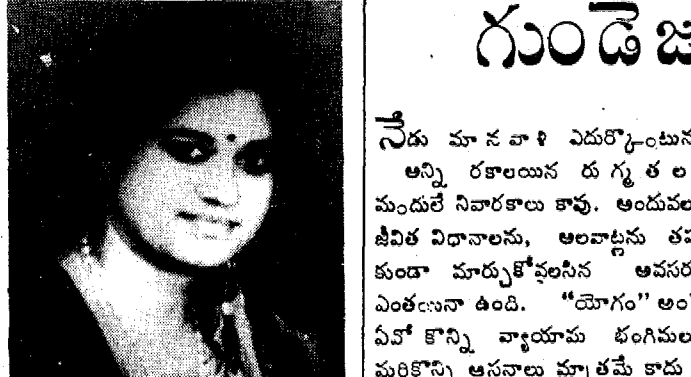 గుండె జ
నేడు మానవాళి ఎదుర్కొంటున
అన్ని రకాలయిన రుగ్మతల
మందులే నివారకాలు కావు. అందువల
జీవిత విధానాలను, అలవాట్లను తప
కుండా మార్చుకోవలసిన అవసర
ఎంతయినా ఉంది. "యోగం" అం
ఏవో కొన్ని వ్యాయామ భంగిమల
మరికొన్ని ఆసనాలు మాత్రమే కాదు